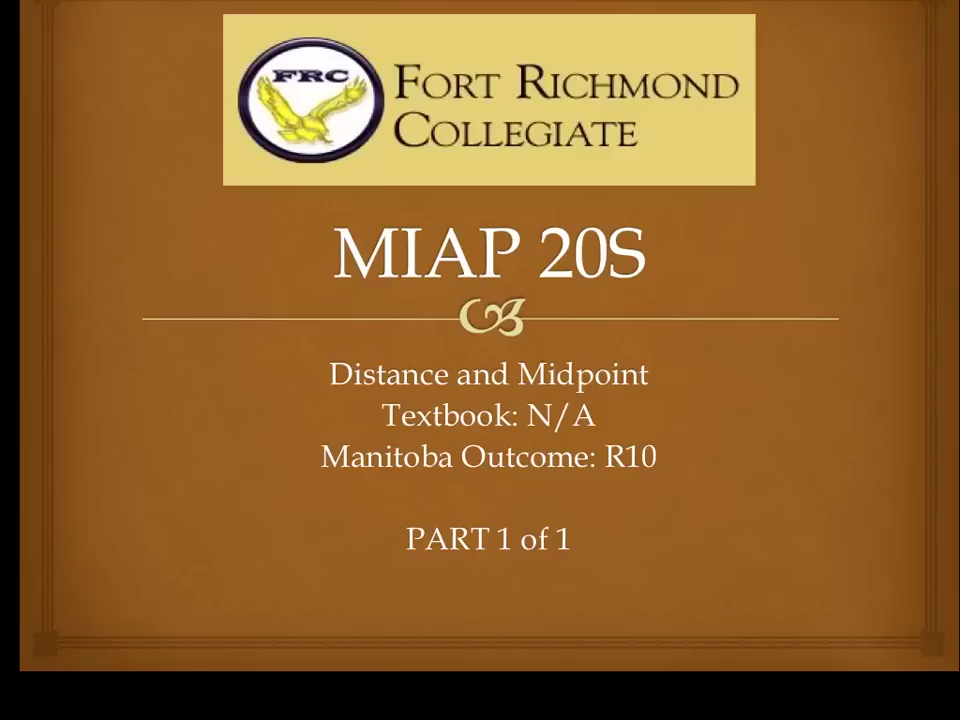 FRC
FORT RICHMOND
COLLEGIATE
MIAP 20S
Distance and Midpoint
Textbook: N/A
Manitoba Outcome: R10
PART 1 of 1